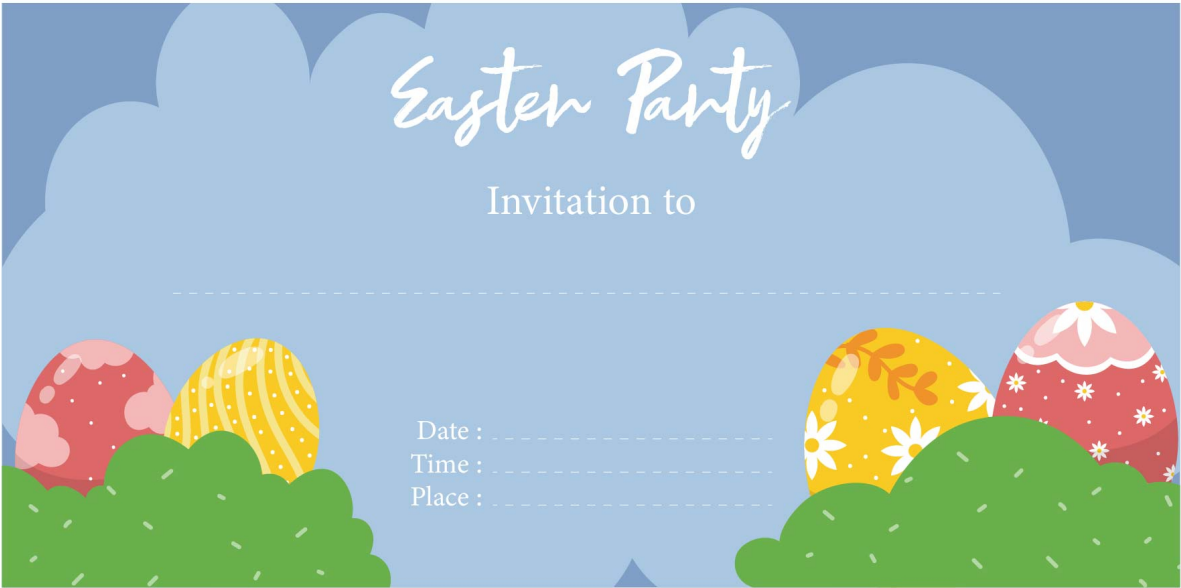 Easter Party
Invitation to
Date :
Time :
Place :